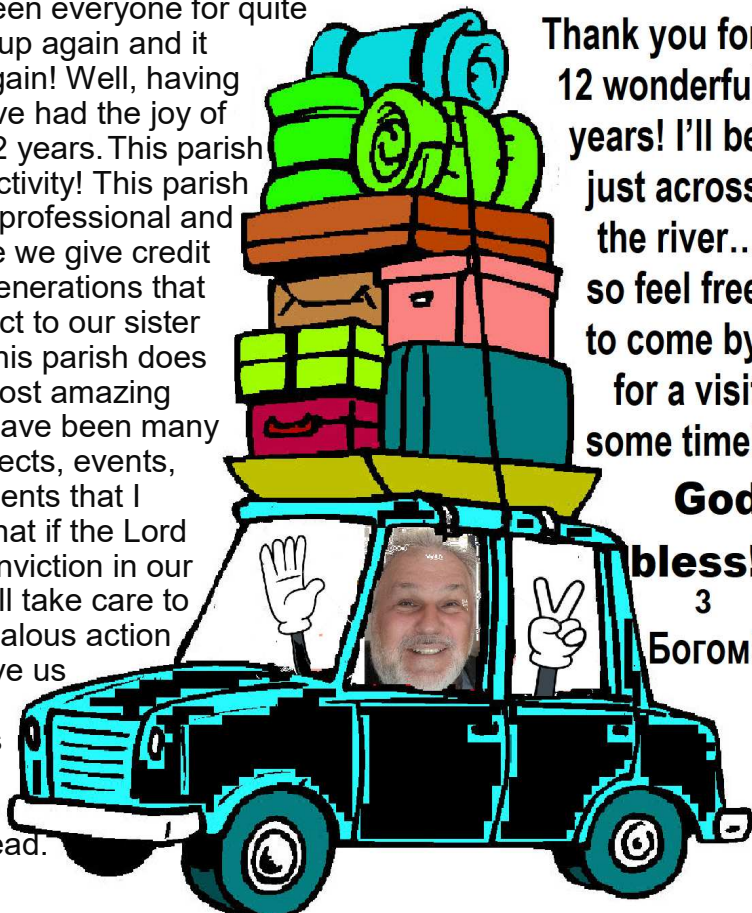 een everyone for quite
up again and it
gain! Well, having
ve had the joy of
2 years. This parish
ctivity! This parish
professional and
e we give credit
enerations that
ct to our sister
his parish does
ost amazing
ave been many
ects, events,
ents that I
hat if the Lord
nviction in our
ll take care to
alous action
ve us
s
ead.
Thank you for
12 wonderful
years! I'll be
just across
the river…
so feel free
to come by
for a visit
some time!
God
bless!
З
Богом